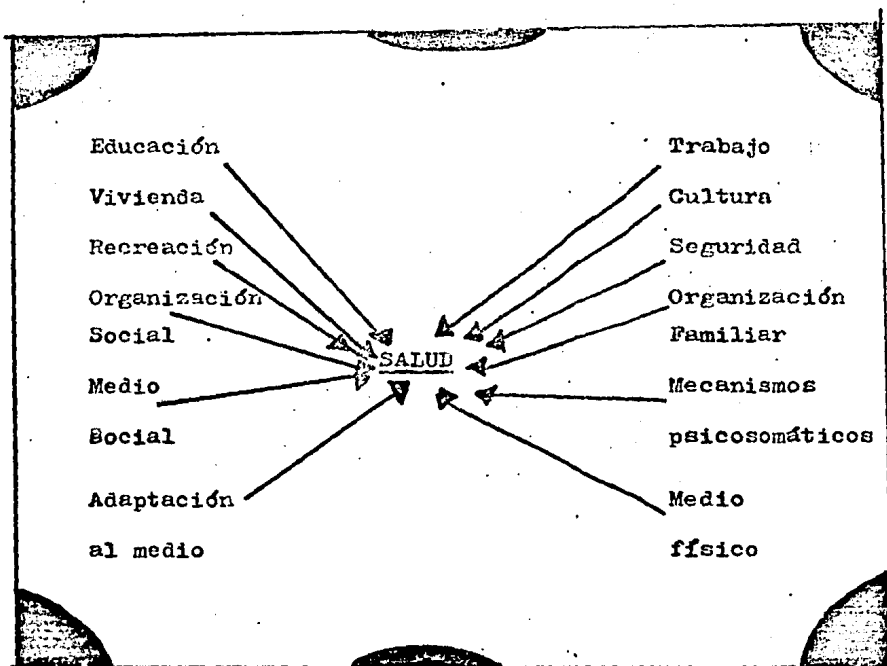 Educación
Vivienda
Recreación
Organización
Social
Medio
Social
Adaptación
al medio
SALUD
Trabajo
Cultura
Seguridad
Organización
Familiar
Mecanismos
psicosomáticos
Medio
físico